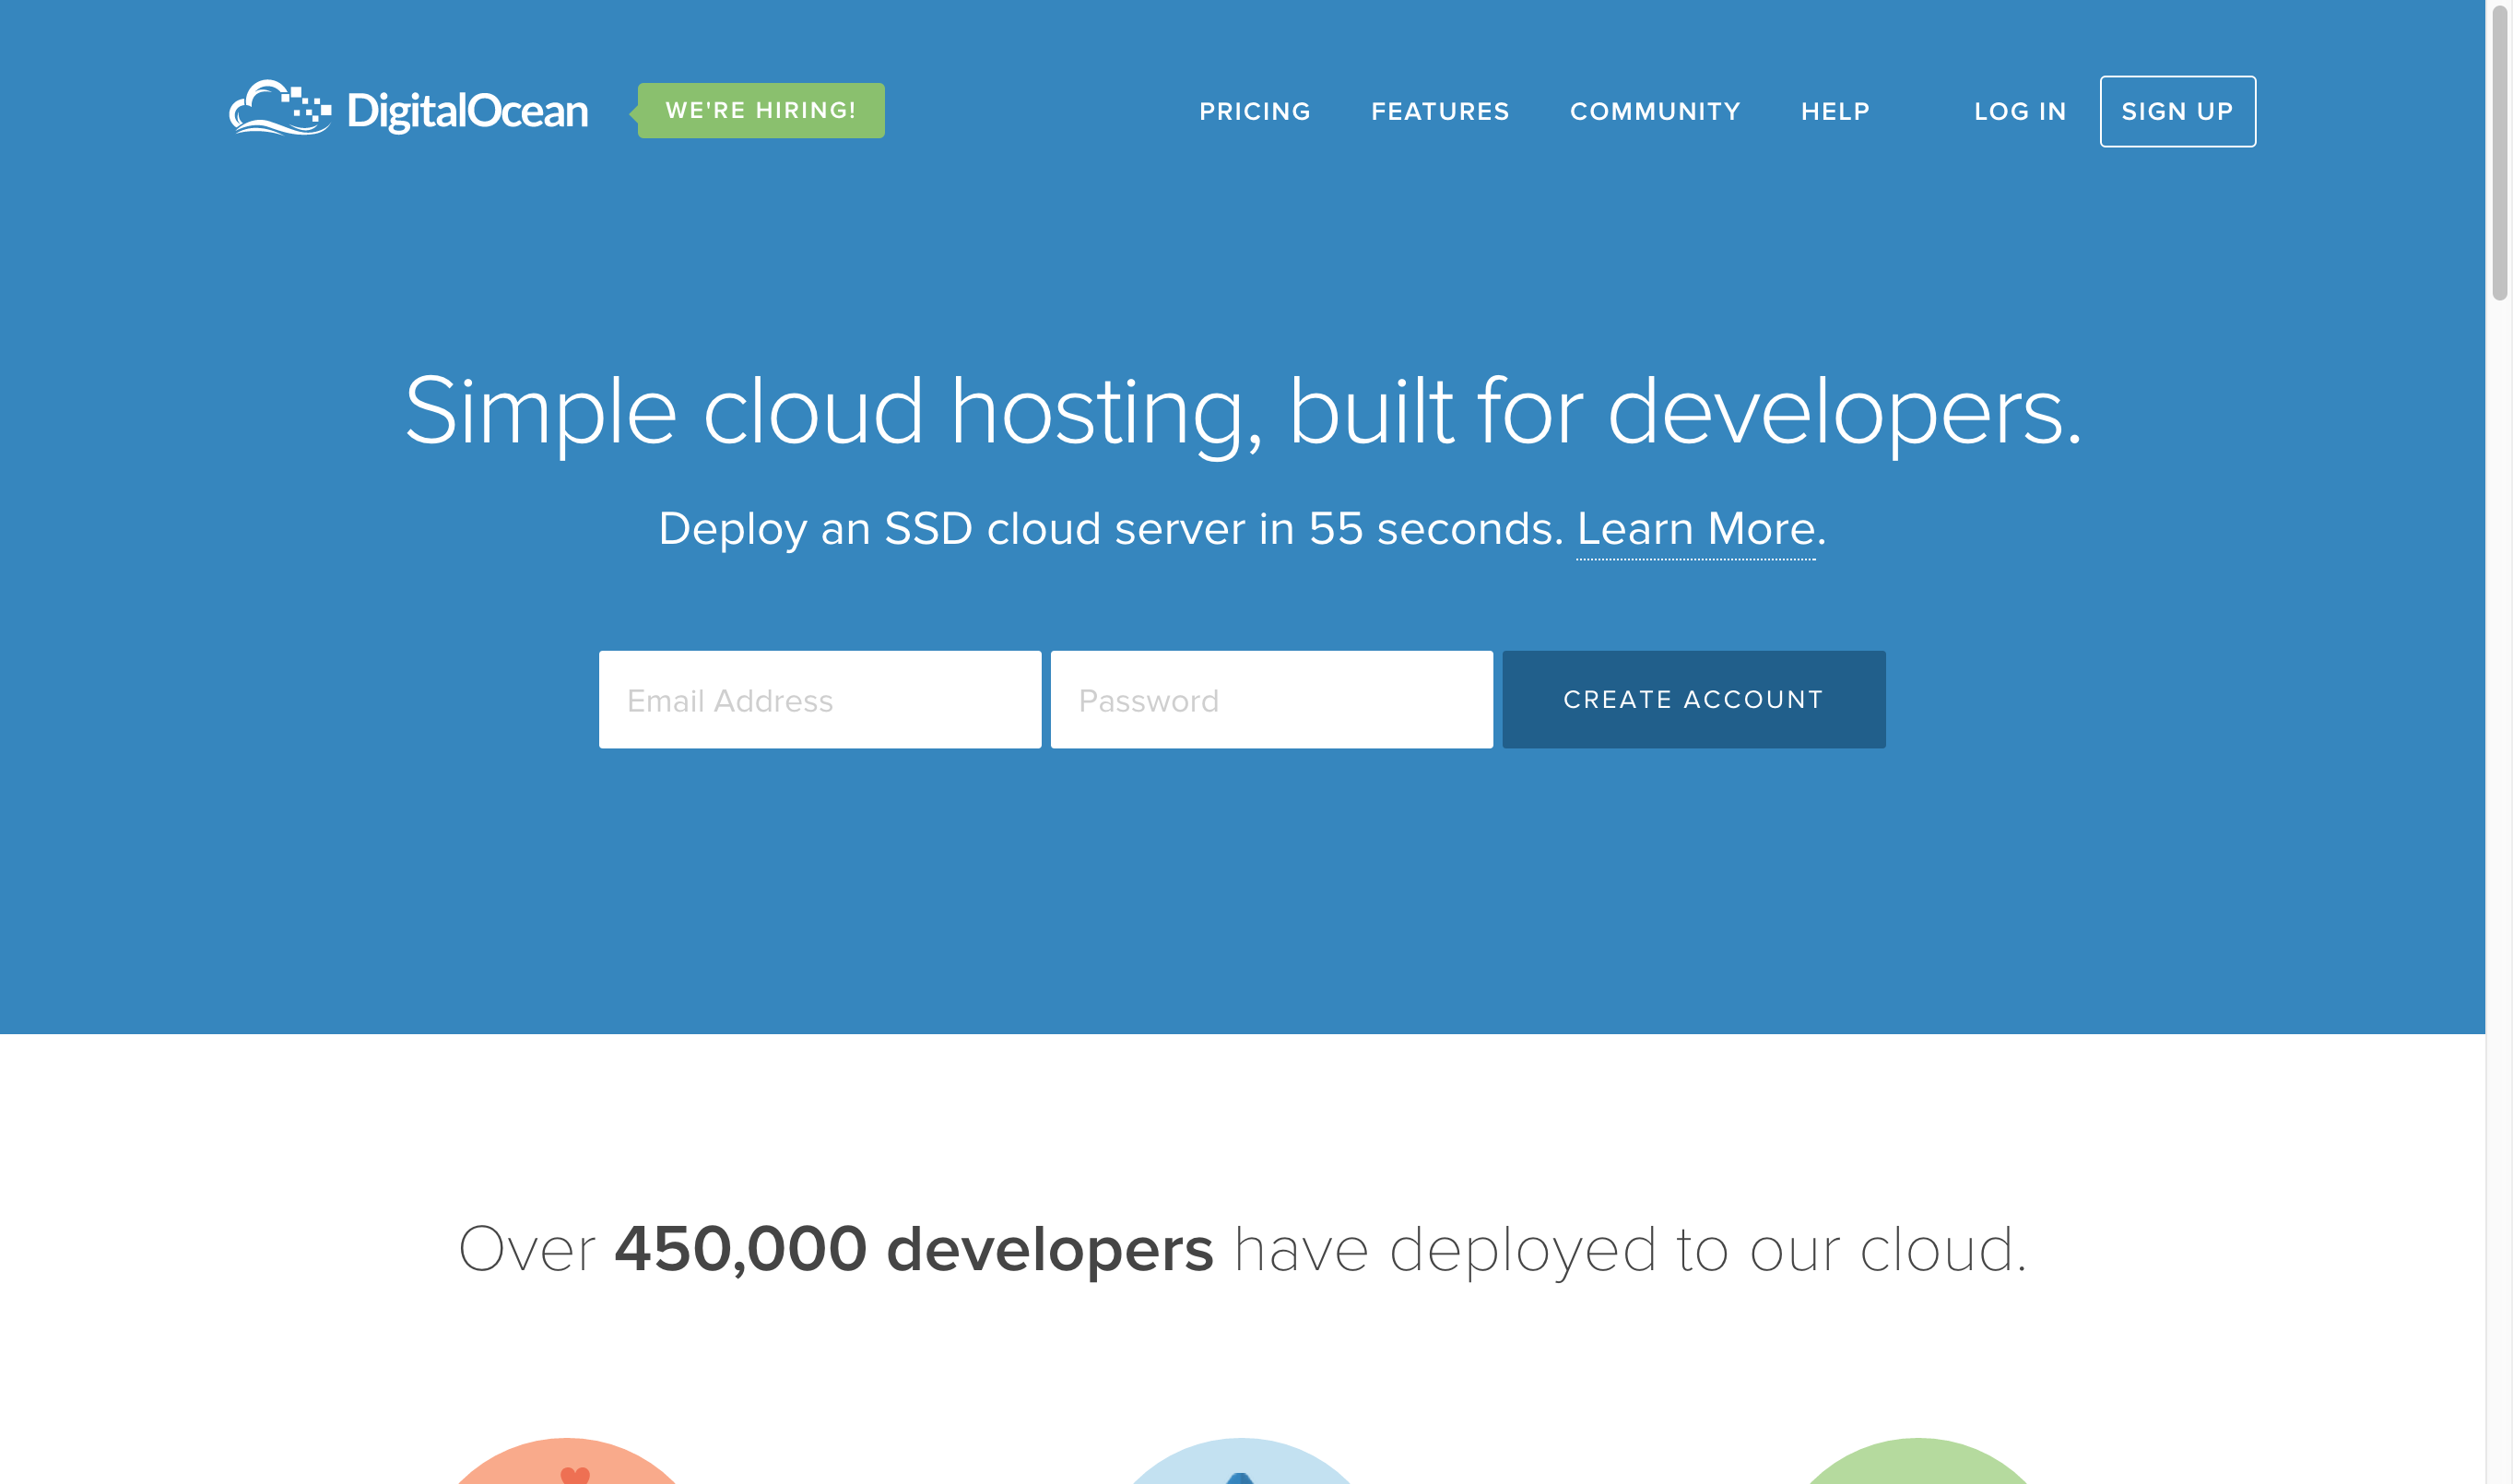 DigitalOcean WE'RE HIRING! PRICING FEATURES COMMUNITY HELP LOG IN SIGN UP
Simple cloud hosting, built for developers.
Deploy an SSD cloud server in 55 seconds. Learn More.
Email Address Password CREATE ACCOUNT
Over 450,000 developers have deployed to our cloud.